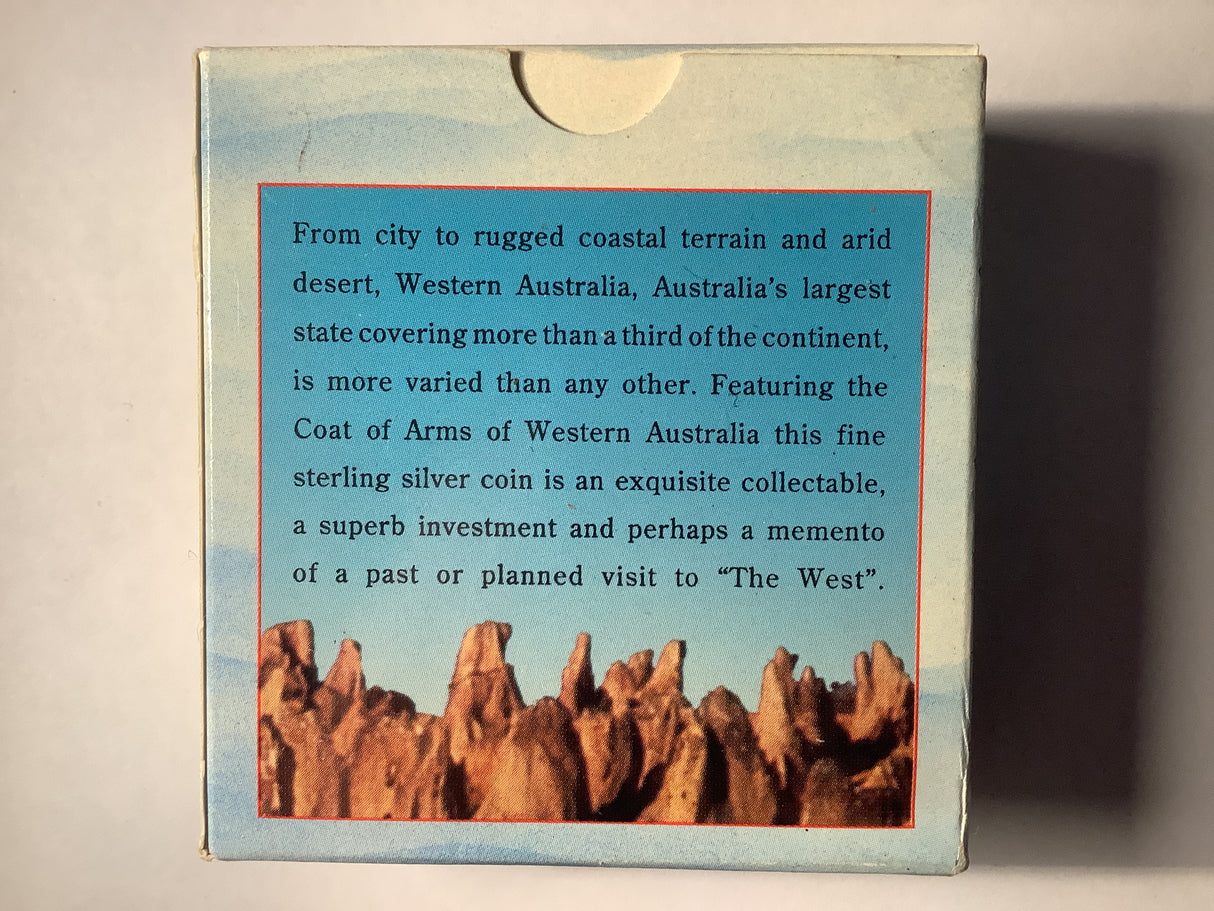 From city to rugged coastal terrain and arid
desert, Western Australia, Australia's largest
state covering more than a third of the continent,
is more varied than any other. Featuring the
Coat of Arms of Western Australia this fine
sterling silver coin is an exquisite collectable,
a superb investment and perhaps a memento
of a past or planned visit to “The West”.